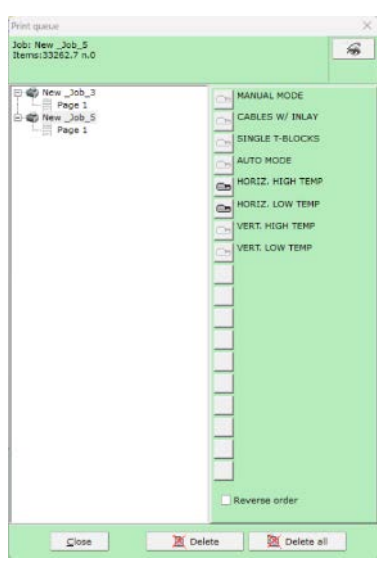 Print queue
Job: New _Job_5
Items:33262.7 n.0
New _Job_3
Page 1
New _Job_5
Page 1
MANUAL MODE
CABLES W/ INLAY
SINGLE T-BLOCKS
AUTO MODE
HORIZ. HIGH TEMP
HORIZ. LOW TEMP
VERT. HIGH TEMP
VERT. LOW TEMP
Reverse order
Close
Delete
Delete all